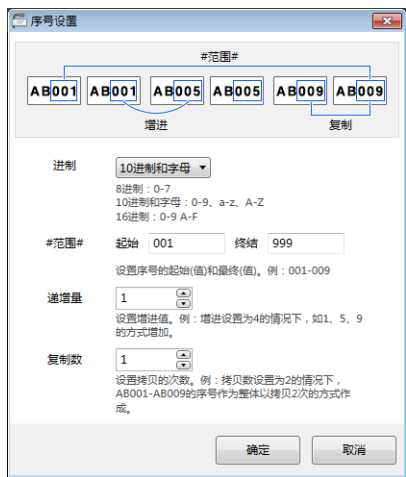 序号设置
#范围#
AB001 AB001 AB005 AB005 AB009 AB009
增进 复制
进制 10进制和字母
8进制：0-7
10进制和字母：0-9、a-z、A-Z
16进制：0-9 A-F
#范围# 起始 001 终结 999
设置序号的起始(值)和最终(值)。例：001-009
递增量 1
设置增进值。例：增进设置为4的情况下，如1、5、9
的方式增加。
复制数 1
设置拷贝的次数。例：拷贝数设置为2的情况下，
AB001-AB009的序号作为整体以拷贝2次的方式作
成。
确定 取消